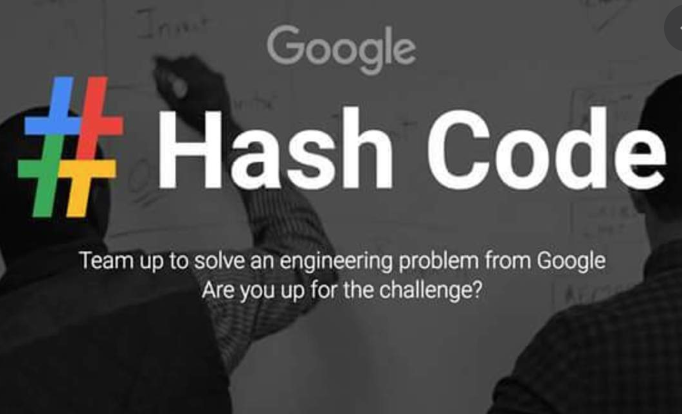 Google
# Hash Code
Team up to solve an engineering problem from Google
Are you up for the challenge?